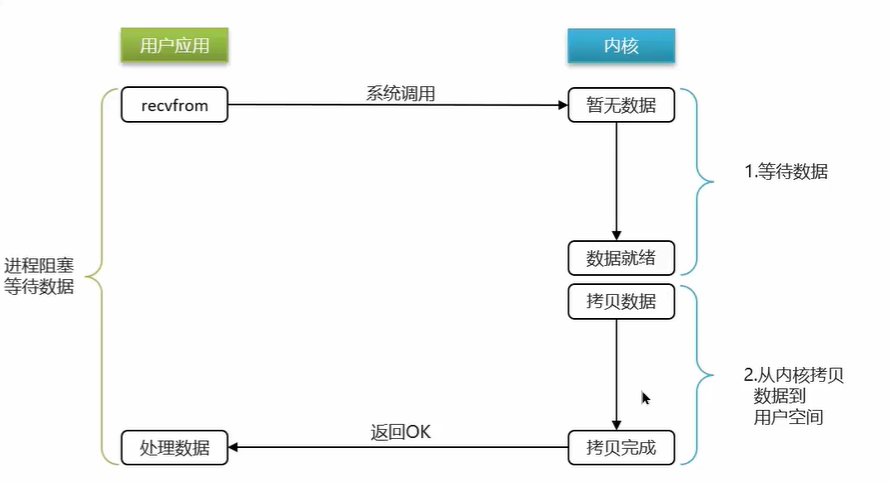 用户应用
内核
recvfrom
系统调用
暂无数据
1.等待数据
进程阻塞
等待数据
数据就绪
拷贝数据
2.从内核拷贝
数据到
用户空间
处理数据
返回OK
拷贝完成